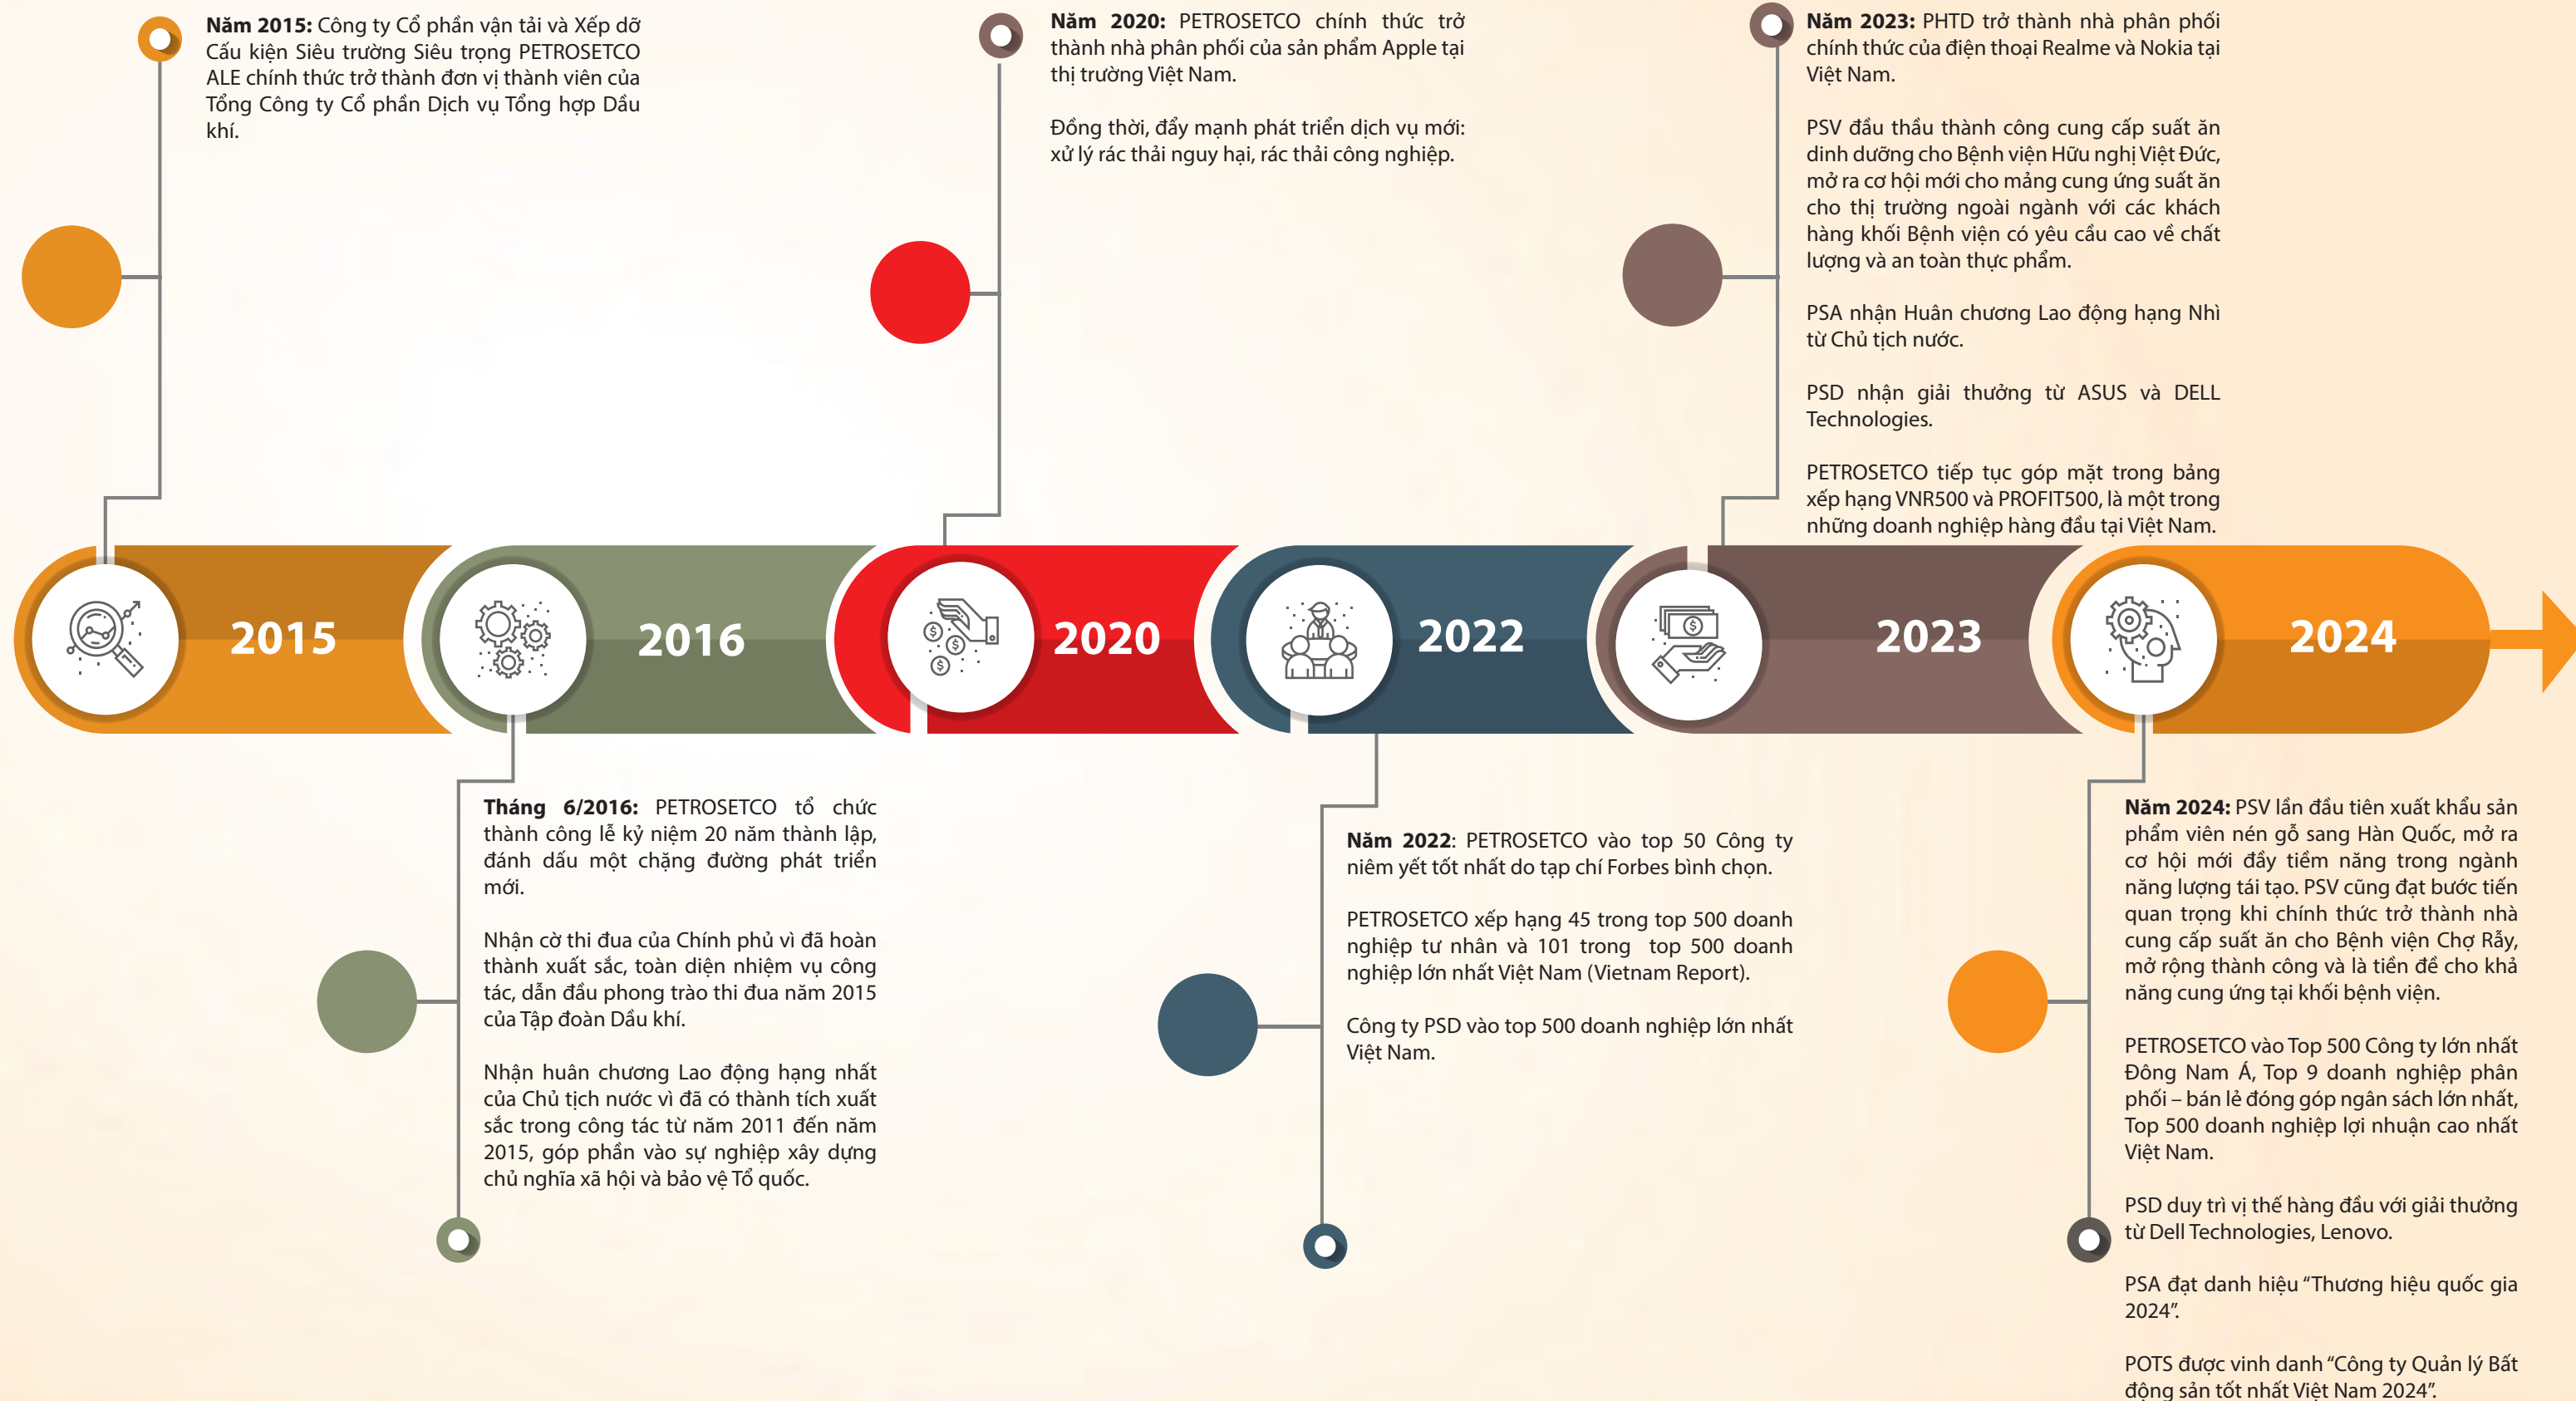 Năm 2015: Công ty Cổ phần vận tải và Xếp dỡ
Cấu kiện Siêu trường Siêu trọng PETROSETCO
ALE chính thức trở thành đơn vị thành viên của
Tổng Công ty Cổ phần Dịch vụ Tổng hợp Dầu
khí.
Năm 2020: PETROSETCO chính thức trở
thành nhà phân phối của sản phẩm Apple tại
thị trường Việt Nam.
Đồng thời, đẩy mạnh phát triển dịch vụ mới:
xử lý rác thải nguy hại, rác thải công nghiệp.
Năm 2023: PHTD trở thành nhà phân phối
chính thức của điện thoại Realme và Nokia tại
Việt Nam.
PSV đầu thầu thành công cung cấp suất ăn
dinh dưỡng cho Bệnh viện Hữu nghị Việt Đức,
mở ra cơ hội mới cho mảng cung ứng suất ăn
cho thị trường ngoài ngành với các khách
hàng khối Bệnh viện có yêu cầu cao về chất
lượng và an toàn thực phẩm.
PSA nhận Huân chương Lao động hạng Nhì
từ Chủ tịch nước.
PSD nhận giải thưởng từ ASUS và DELL
Technologies.
PETROSETCO tiếp tục góp mặt trong bảng
xếp hạng VNR500 và PROFIT500, là một trong
những doanh nghiệp hàng đầu tại Việt Nam.
2015
2016
2020
2022
2023
2024
Tháng 6/2016: PETROSETCO tổ chức
thành công lễ kỷ niệm 20 năm thành lập,
đánh dấu một chặng đường phát triển
mới.
Nhận cờ thi đua của Chính phủ vì đã hoàn
thành xuất sắc, toàn diện nhiệm vụ công
tác, dẫn đầu phong trào thi đua năm 2015
của Tập đoàn Dầu khí.
Nhận huân chương Lao động hạng nhất
của Chủ tịch nước vì đã có thành tích xuất
sắc trong công tác từ năm 2011 đến năm
2015, góp phần vào sự nghiệp xây dựng
chủ nghĩa xã hội và bảo vệ Tổ quốc.
Năm 2022: PETROSETCO vào top 50 Công ty
niêm yết tốt nhất do tạp chí Forbes bình chọn.
PETROSETCO xếp hạng 45 trong top 500 doanh
nghiệp tư nhân và 101 trong top 500 doanh
nghiệp lớn nhất Việt Nam (Vietnam Report).
Công ty PSD vào top 500 doanh nghiệp lớn nhất
Việt Nam.
Năm 2024: PSV lần đầu tiên xuất khẩu sản
phẩm viên nén gỗ sang Hàn Quốc, mở ra
cơ hội mới đầy tiềm năng trong ngành
năng lượng tái tạo. PSV cũng đạt bước tiến
quan trọng khi chính thức trở thành nhà
cung cấp suất ăn cho Bệnh viện Chợ Rẫy,
mở rộng thành công và là tiền đề cho khả
năng cung ứng tại khối bệnh viện.
PETROSETCO vào Top 500 Công ty lớn nhất
Đông Nam Á, Top 9 doanh nghiệp phân
phối – bán lẻ đóng góp ngân sách lớn nhất,
Top 500 doanh nghiệp lợi nhuận cao nhất
Việt Nam.
PSD duy trì vị thế hàng đầu với giải thưởng
từ Dell Technologies, Lenovo.
PSA đạt danh hiệu “Thương hiệu quốc gia
2024”.
POTS được vinh danh “Công ty Quản lý Bất
động sản tốt nhất Việt Nam 2024”.